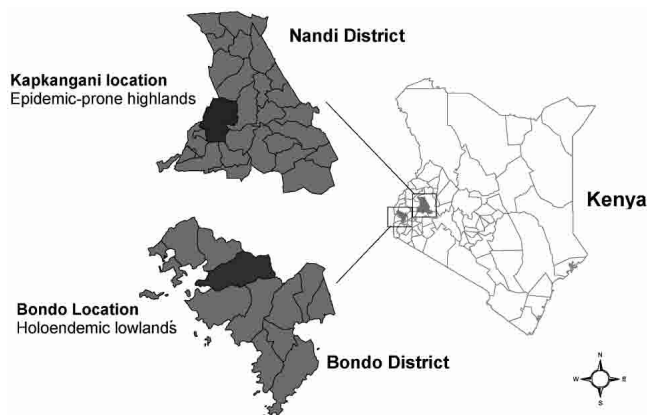 Nandi District
Kapkangani location
Epidemic-prone highlands
Kenya
Bondo Location
Holoendemic lowlands
Bondo District
N
W
E
S